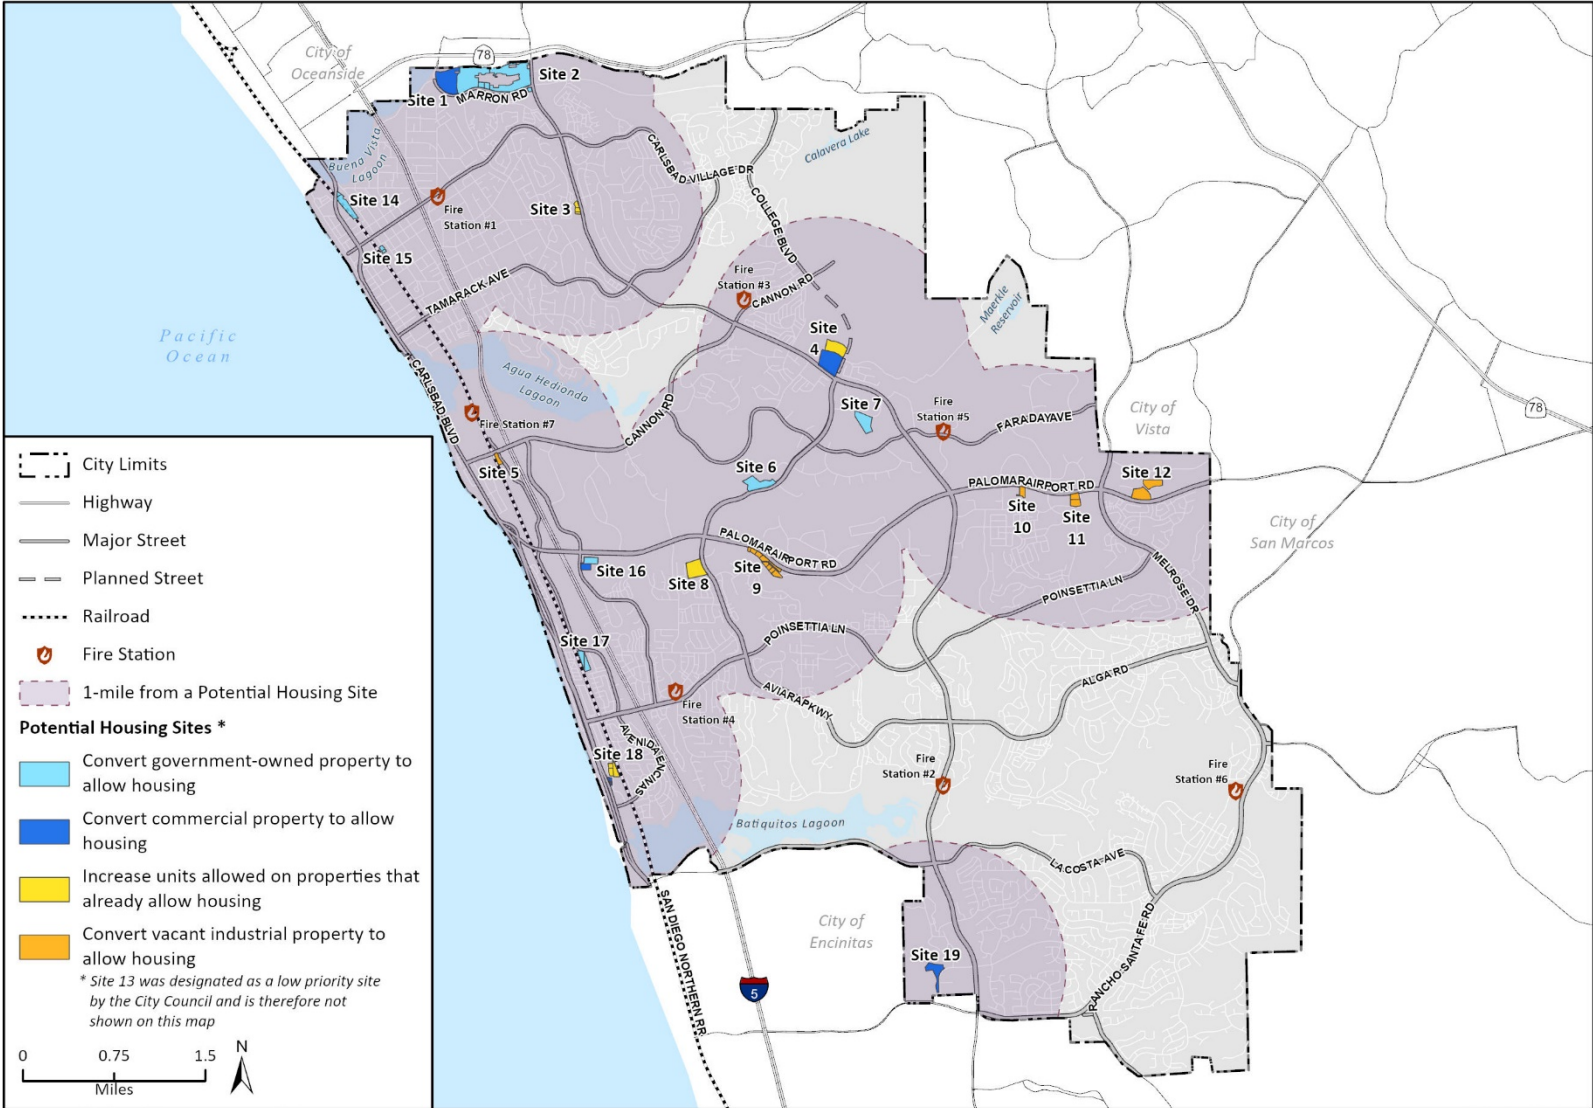 City of
Oceanside
78
Site 1
MARRON RD
Site 2
Buena Vista
Lagoon
CARLSBAD VILLAGE DR
Calavera Lake
Site 14
Fire
Station #1
Site 3
COLLEGE BLVD
Site 15
TAMARACK AVE
Fire
Station #3
CANNON RD
Maerkle
Reservoir
Pacific
Ocean
Site
4
Agua Hedionda
Lagoon
CARLSBAD BLVD
Fire Station #7
CANNON RD
Site 7
Fire
Station #5
FARADAYAVE
City of
Vista
78
Site 5
Site 6
PALOMARAIRPORT RD
Site 12
Site
10
Site
11
City of
San Marcos
PALOMARAIRPORT RD
Site 16
Site 8
Site
9
MELROSE DR
POINSETTIA LN
Site 17
POINSETTIA LN
ALGA RD
AVIARAPKWY
Fire
Station #4
AVENIDA ENCINAS
Site 18
Fire
Station #2
Fire
Station #6
Batiquitos Lagoon
LACOSTA AVE
SAN DIEGO NORTHERN RR
City of
Encinitas
RANCHO SANTA FE RD
Site 19
5
City Limits
Highway
Major Street
Planned Street
Railroad
Fire Station
1-mile from a Potential Housing Site
Potential Housing Sites *
Convert government-owned property to
allow housing
Convert commercial property to allow
housing
Increase units allowed on properties that
already allow housing
Convert vacant industrial property to
allow housing
* Site 13 was designated as a low priority site
by the City Council and is therefore not
shown on this map
0 0.75 1.5
Miles
N